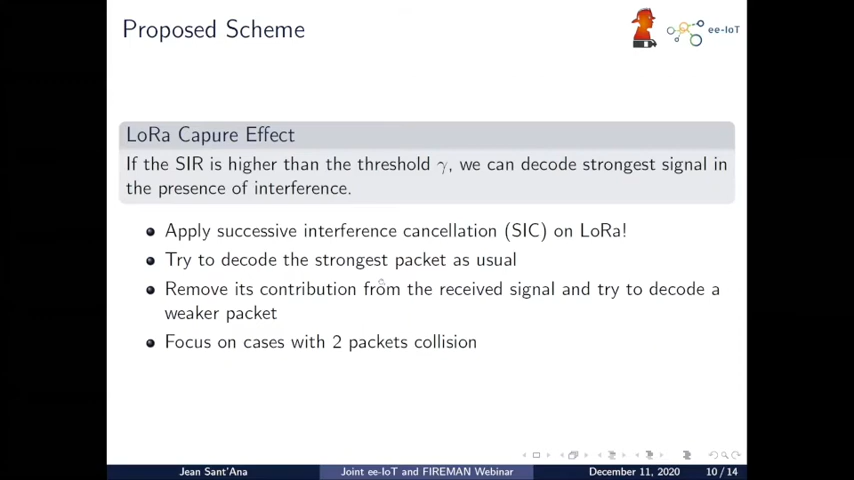 Proposed Scheme
ee-IoT
LoRa Capure Effect
If the SIR is higher than the threshold γ, we can decode strongest signal in
the presence of interference.
Apply successive interference cancellation (SIC) on LoRa!
Try to decode the strongest packet as usual
Remove its contribution from the received signal and try to decode a
weaker packet
Focus on cases with 2 packets collision
Jean Sant'Ana
Joint ee-IoT and FIREMAN Webinar
December 11, 2020
10 / 14